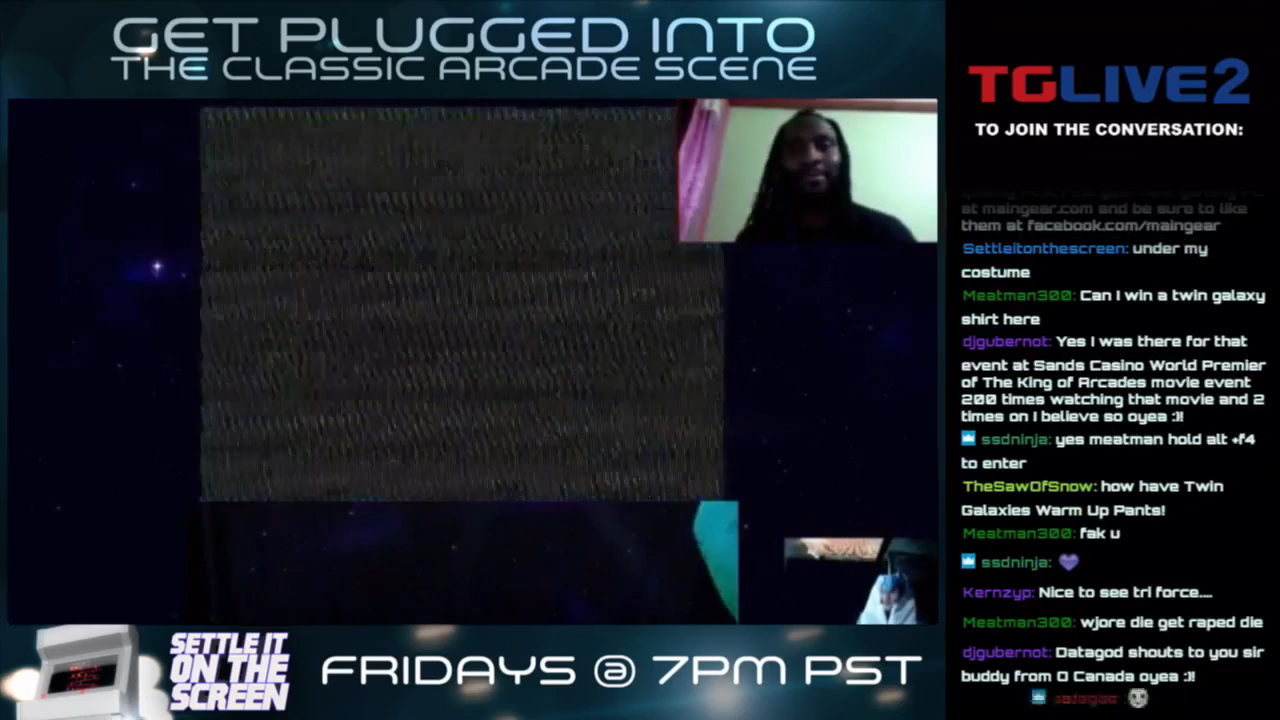 GET PLUGGED INTO
THE CLASSIC ARCADE SCENE
TGLIVE2
TO JOIN THE CONVERSATION:
at maingear.com and be sure to like
them at facebook.com/maingear
Settleitonthescreen: under my
costume
Meatman300: Can I win a twin galaxy
shirt here
djgubernot: Yes I was there for that
event at Sands Casino World Premier
of The King of Arcades movie event
200 times watching that movie and 2
times on I believe so oyea :)!
ssdninja: yes meatman hold alt +f4
to enter
TheSawOfSnow: how have Twin
Galaxies Warm Up Pants!
Meatman300: fak u
ssdninja:
Kernzyp: Nice to see tri force....
Meatman300: wjore die get raped die
djgubernot: Datagod shouts to you sir
buddy from O Canada oyea :)!
SETTLE IT
ON THE
SCREEN
FRIDAYS @ 7PM PST